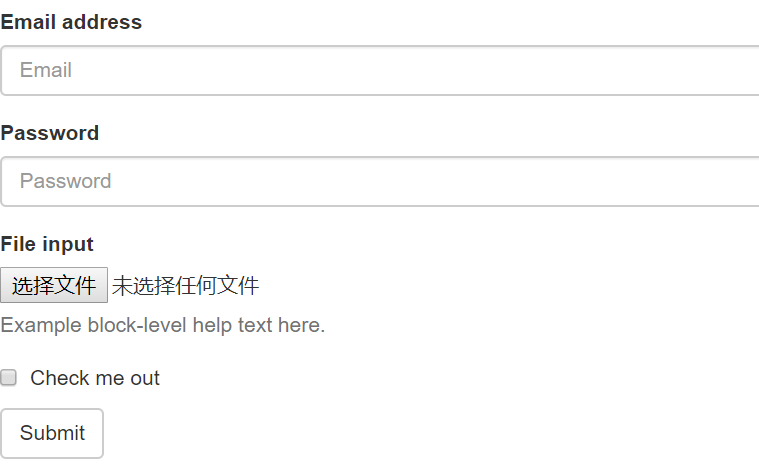 Email address
Email
Password
Password
File input
选择文件 未选择任何文件
Example block-level help text here.
Check me out
Submit